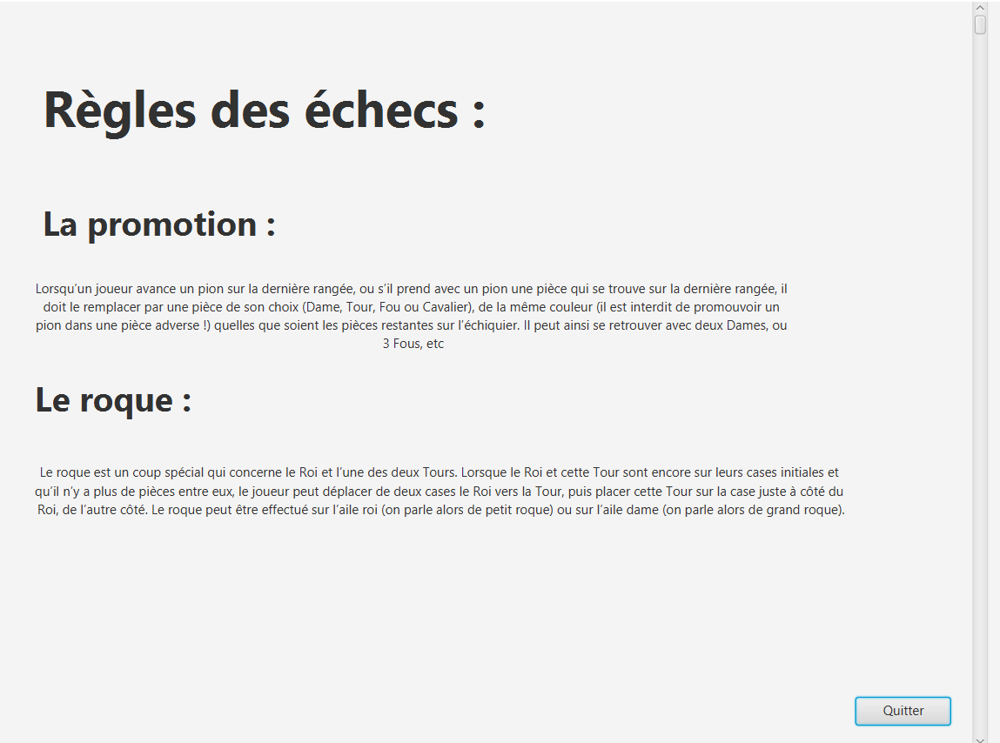 Règles des échecs :
La promotion :
Lorsqu’un joueur avance un pion sur la dernière rangée, ou s’il prend avec un pion une pièce qui se trouve sur la dernière rangée, il
doit le remplacer par une pièce de son choix (Dame, Tour, Fou ou Cavalier), de la même couleur (il est interdit de promouvoir un
pion dans une pièce adverse !) quelles que soient les pièces restantes sur l’échiquier. Il peut ainsi se retrouver avec deux Dames, ou
3 Fous, etc
Le roque :
Le roque est un coup spécial qui concerne le Roi et l’une des deux Tours. Lorsque le Roi et cette Tour sont encore sur leurs cases initiales et
qu’il n’y a plus de pièces entre eux, le joueur peut déplacer de deux cases le Roi vers la Tour, puis placer cette Tour sur la case juste à côté du
Roi, de l’autre côté. Le roque peut être effectué sur l’aile roi (on parle alors de petit roque) ou sur l’aile dame (on parle alors de grand roque).
Quitter